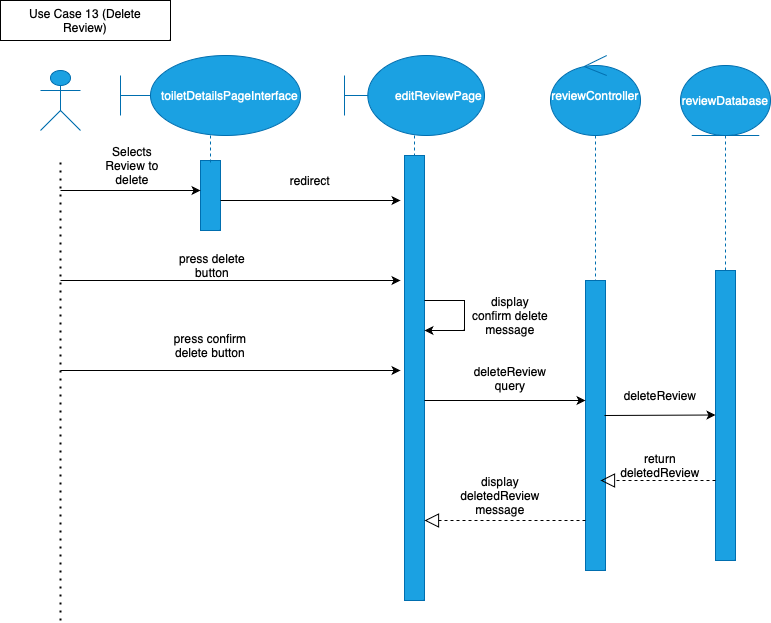 Use Case 13 (Delete
Review)
toiletDetailsPageInterface
editReviewPage
reviewController
reviewDatabase
Selects
Review to
delete
redirect
press delete
button
display
confirm delete
message
press confirm
delete button
deleteReview
query
deleteReview
return
deletedReview
display
deletedReview
message